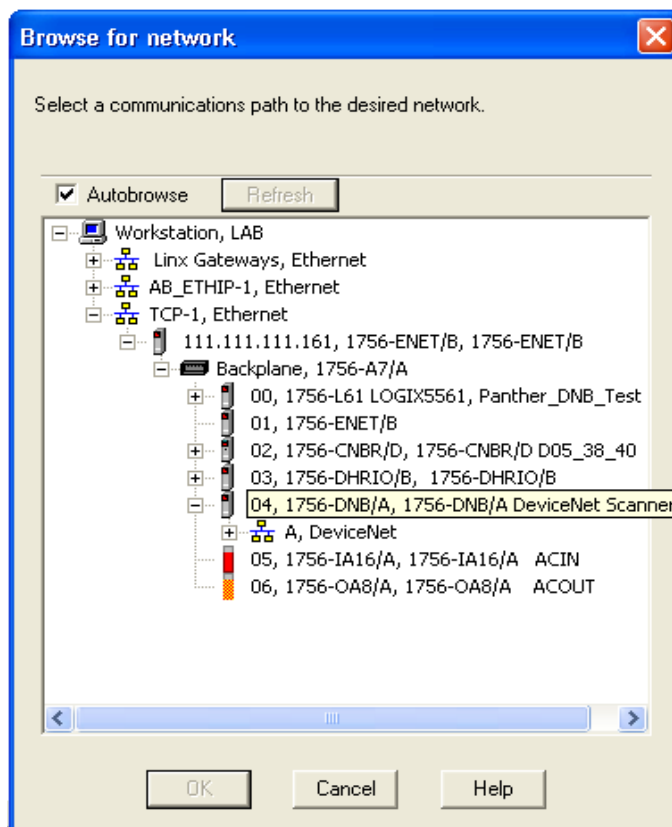 Browse for network
Select a communications path to the desired network.
Autobrowse Refresh
Workstation, LAB
Linx Gateways, Ethernet
AB_ETHIP-1, Ethernet
TCP-1, Ethernet
111.111.111.161, 1756-ENET/B, 1756-ENET/B
Backplane, 1756-A7/A
00, 1756-L61 LOGIX5561, Panther_DNB_Test
01, 1756-ENET/B
02, 1756-CNBR/D, 1756-CNBR/D D05_38_40
03, 1756-DHRIO/B, 1756-DHRIO/B
04, 1756-DNB/A, 1756-DNB/A DeviceNet Scanner
A, DeviceNet
05, 1756-IA16/A, 1756-IA16/A ACIN
06, 1756-OA8/A, 1756-OA8/A ACOUT
OK Cancel Help